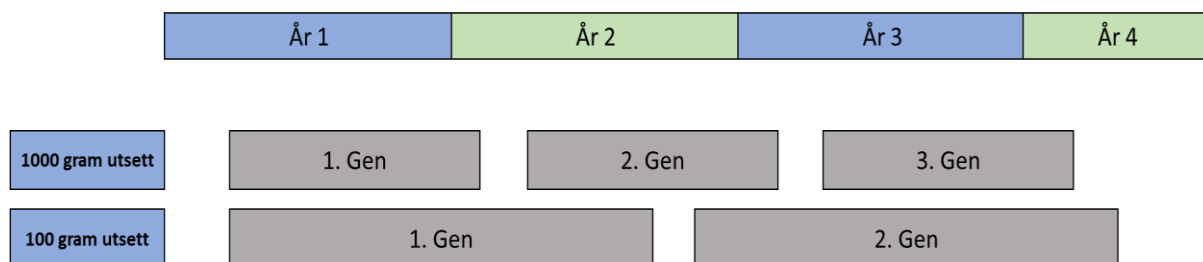 År 1 År 2 År 3 År 4
1000 gram utsett 1. Gen 2. Gen 3. Gen
100 gram utsett 1. Gen 2. Gen